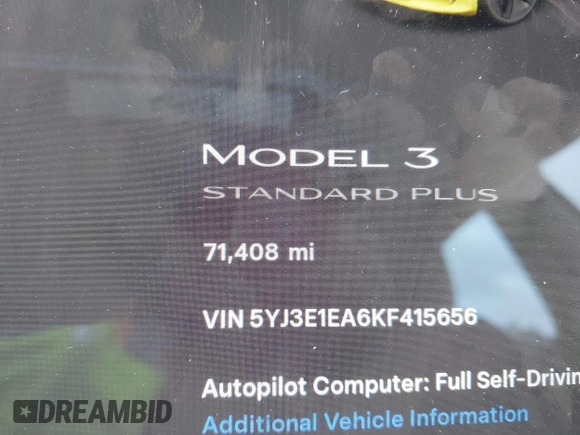 MODEL 3
STANDARD PLUS
71,408 mi
VIN 5YJ3E1EA6KF415656
Autopilot Computer: Full Self-Drivin
Additional Vehicle Information
DREAMBID